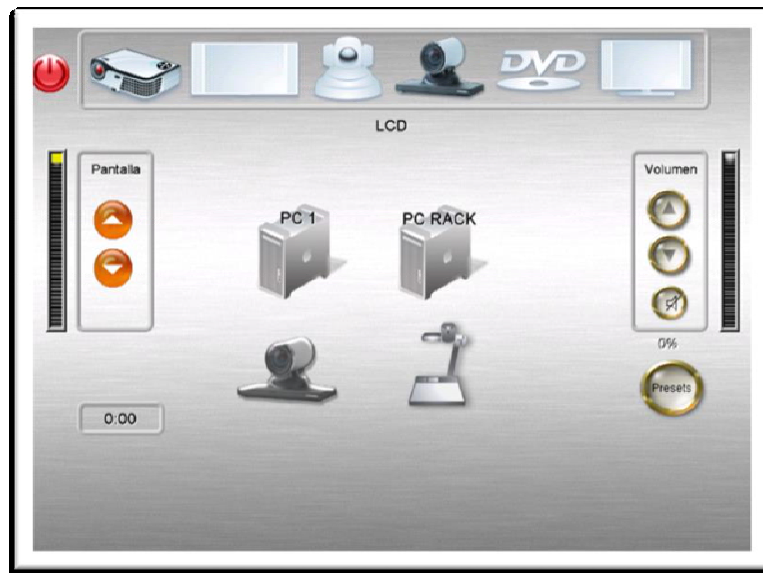 DVD
LCD
Pantalla
Volumen
PC 1
PC RACK
0%
Presets
0:00